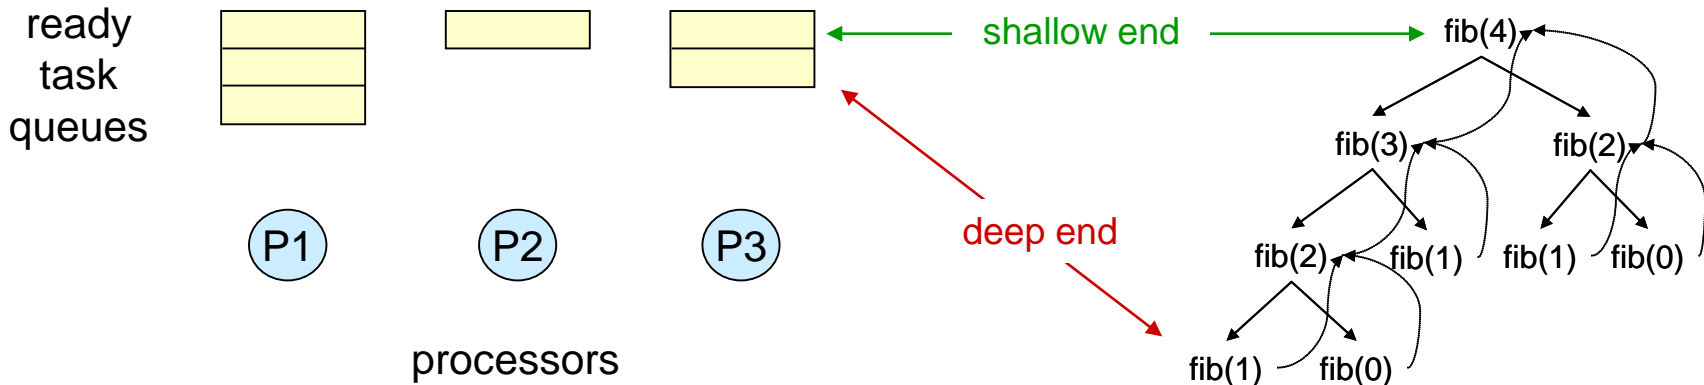 ready
task
queues
P1
P2
P3
processors
shallow end
deep end
fib(4)
fib(3)
fib(2)
fib(2)
fib(1)
fib(1)
fib(0)
fib(1)
fib(0)